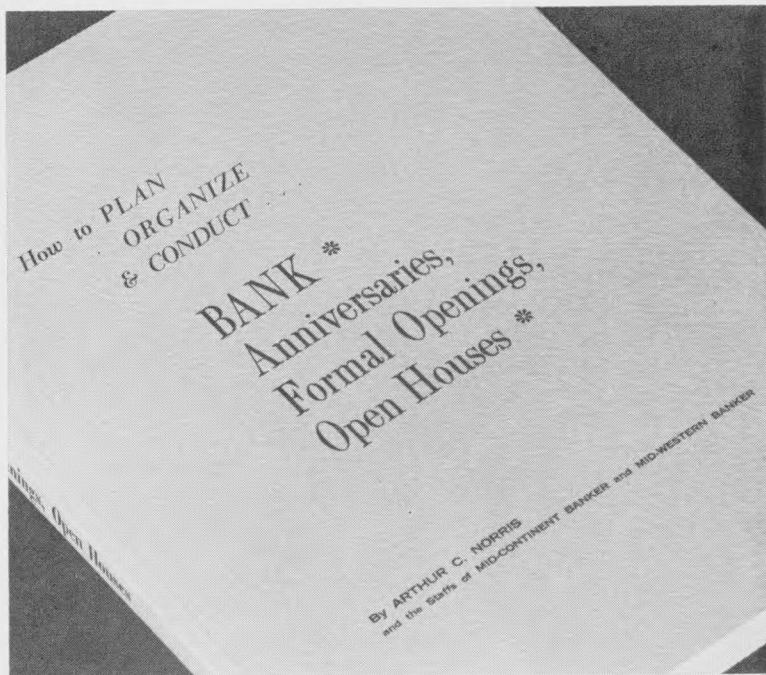 How to PLAN
ORGANIZE
& CONDUCT . . .
BANK *
Anniversaries,
Formal Openings,
Open Houses *
By ARTHUR C. NORRIS
and the Staffs of MID-CONTINENT BANKER and MID-WESTERN BANKER
nings, Open Houses